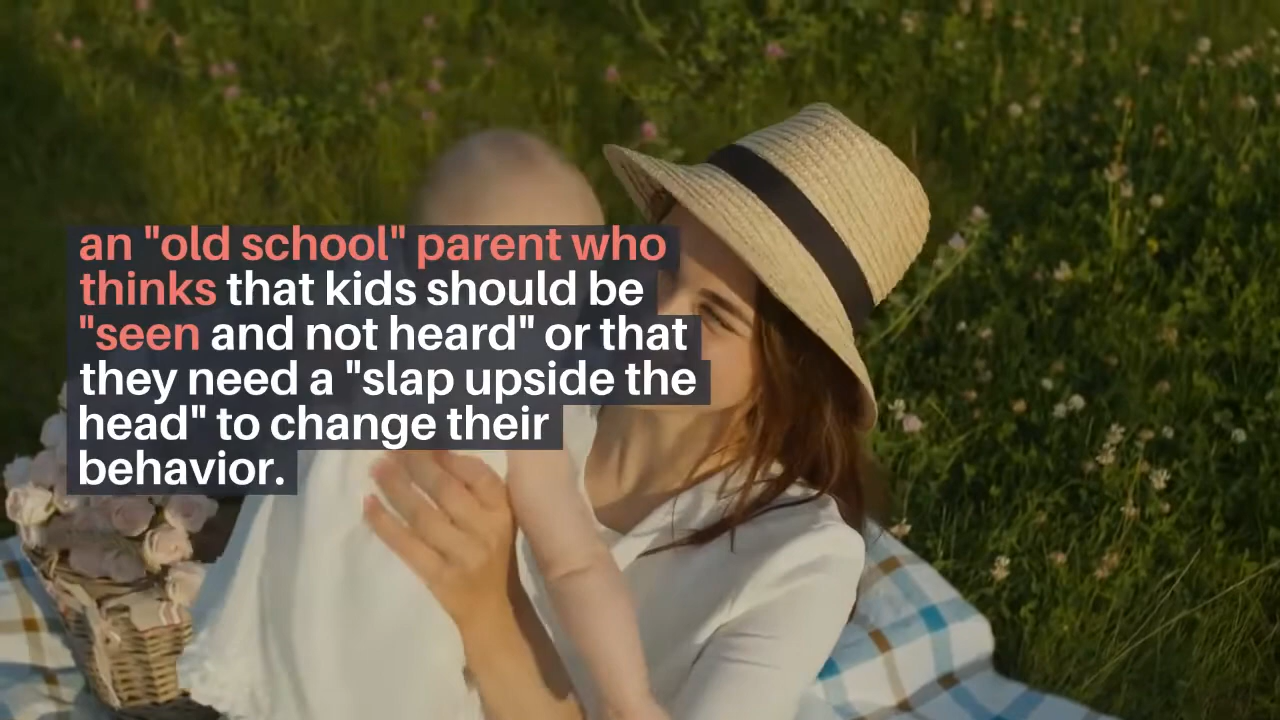 an "old school" parent who
thinks that kids should be
"seen and not heard" or that
they need a "slap upside the
head" to change their
behavior.